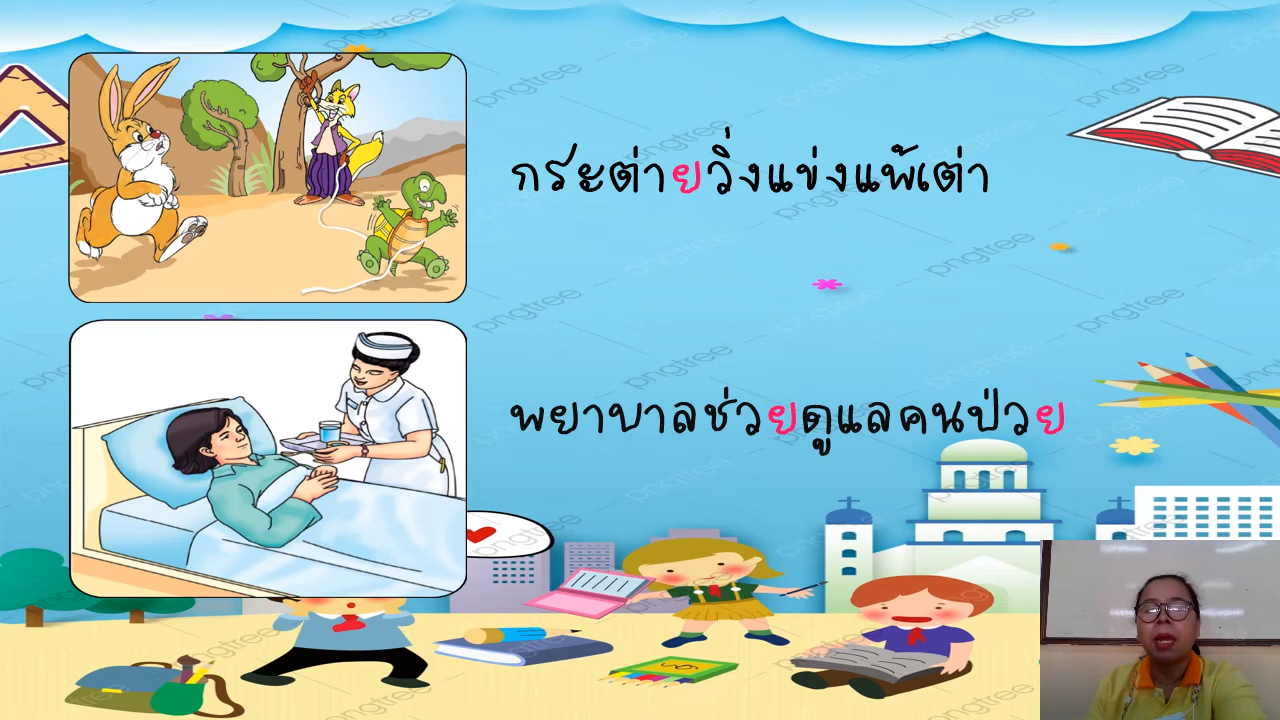 กระต่ายวิ่งแข่งแพ้เต่า
พยาบาลช่วยดูแลคนป่วย
pngtree